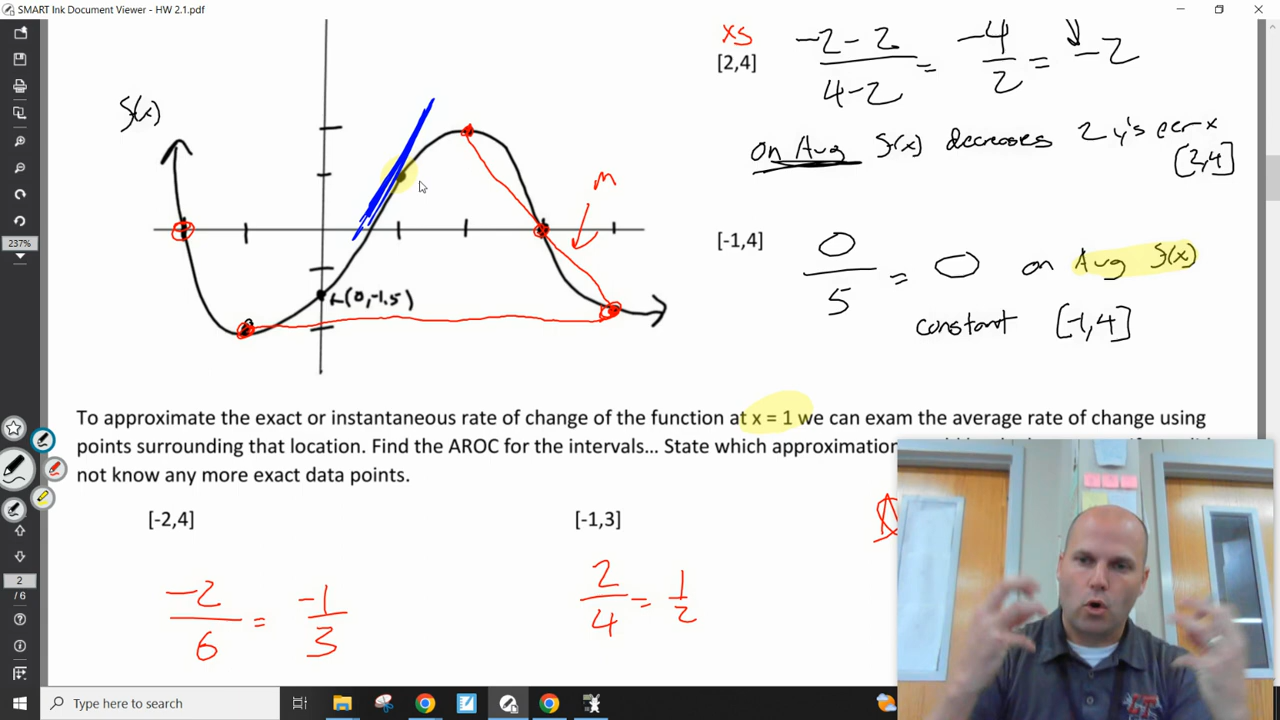 SMART Ink Document Viewer - HW 2.1.pdf
xs
[2,4]
-2-2/4-2 = -4/2 = -2
f(x)
on Avg f(x) decreases 2 y's per x [2,4]
m
(0,-1.5)
237%
[-1,4]
0/5 = 0 on Avg f(x)
constant [-1,4]
To approximate the exact or instantaneous rate of change of the function at x = 1 we can exam the average rate of change using
points surrounding that location. Find the AROC for the intervals... State which approximation
not know any more exact data points.
[-2,4]
[-1,3]
-2/6 = -1/3
2/4 = 1/2
2
/ 6
Type here to search